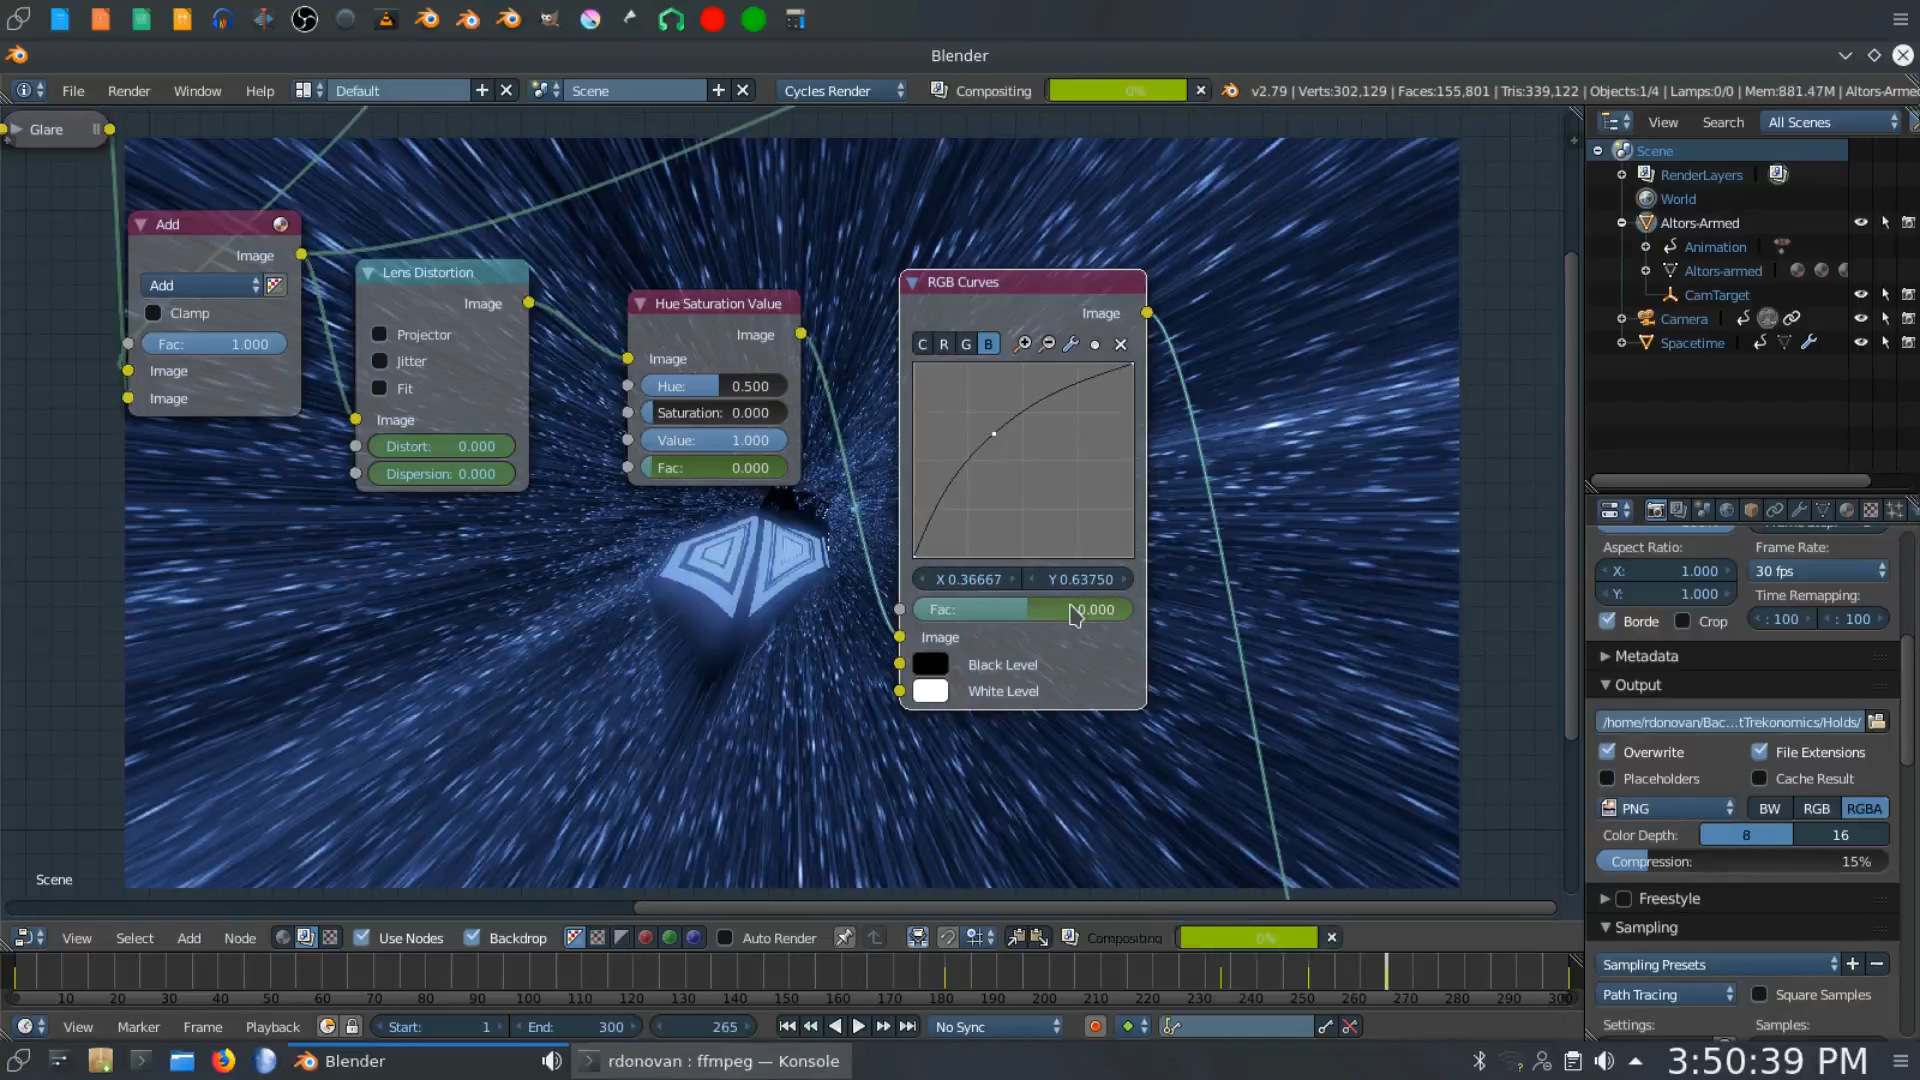 Blender
File Render Window Help Default Scene Cycles Render Compositing 0% v2.79 | Verts:302,129 | Faces:155,801 | Tris:339,122 | Objects:1/4 | Lamps:0/0 | Mem:881.47M | Altors-Arme
View Search All Scenes
Scene
RenderLayers
World
Altors-Armed
Animation
Altors-armed
CamTarget
Camera
Spacetime
Glare
Add
Image
Add
Clamp
Fac: 1.000
Image
Image
Lens Distortion
Image
Projector
Jitter
Fit
Image
Distort: 0.000
Dispersion: 0.000
Hue Saturation Value
Image
Image
Hue: 0.500
Saturation: 0.000
Value: 1.000
Fac: 0.000
RGB Curves
Image
C R G B
X 0.36667 Y 0.63750
Fac: 0.000
Image
Black Level
White Level
Scene
Aspect Ratio: Frame Rate:
X: 1.000 30 fps
Y: 1.000 Time Remapping:
Borde Crop : 100 : 100
Metadata
Output
/home/rdonovan/Bac...tTrekonomics/Holds/
Overwrite File Extensions
Placeholders Cache Result
PNG BW RGB RGBA
Color Depth: 8 16
Compression: 15%
Freestyle
Sampling
Sampling Presets
Path Tracing Square Samples
Settings: Samples:
View Select Add Node Use Nodes Backdrop Auto Render Compositing 0%
0 10 20 30 40 50 60 70 80 90 100 110 120 130 140 150 160 170 180 190 200 210 220 230 240 250 260 270 280 290 300
View Marker Frame Playback Start: 1 End: 300 265 No Sync
Blender rdonovan : ffmpeg — Konsole 3:50:39 PM